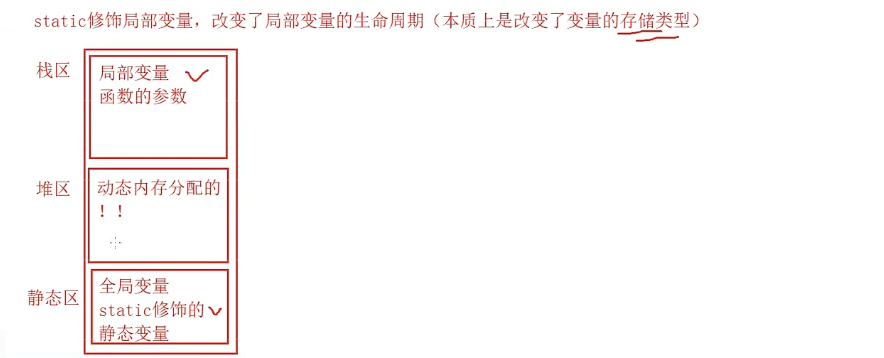 static修饰局部变量，改变了局部变量的生命周期（本质上是改变了变量的存储类型）
栈区
局部变量
函数的参数
堆区
动态内存分配的
！！
静态区
全局变量
static修饰的
静态变量